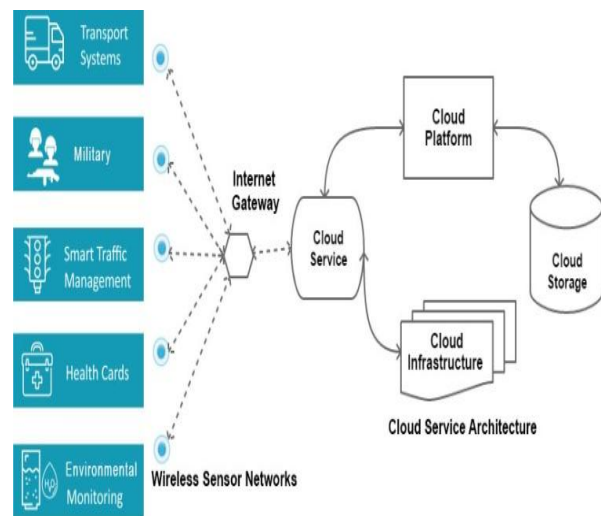 Transport
Systems
Military
Smart Traffic
Management
Health Cards
Environmental
Monitoring
H₂O
Wireless Sensor Networks
Internet
Gateway
Cloud
Service
Cloud
Platform
Cloud
Storage
Cloud
Infrastructure
Cloud Service Architecture